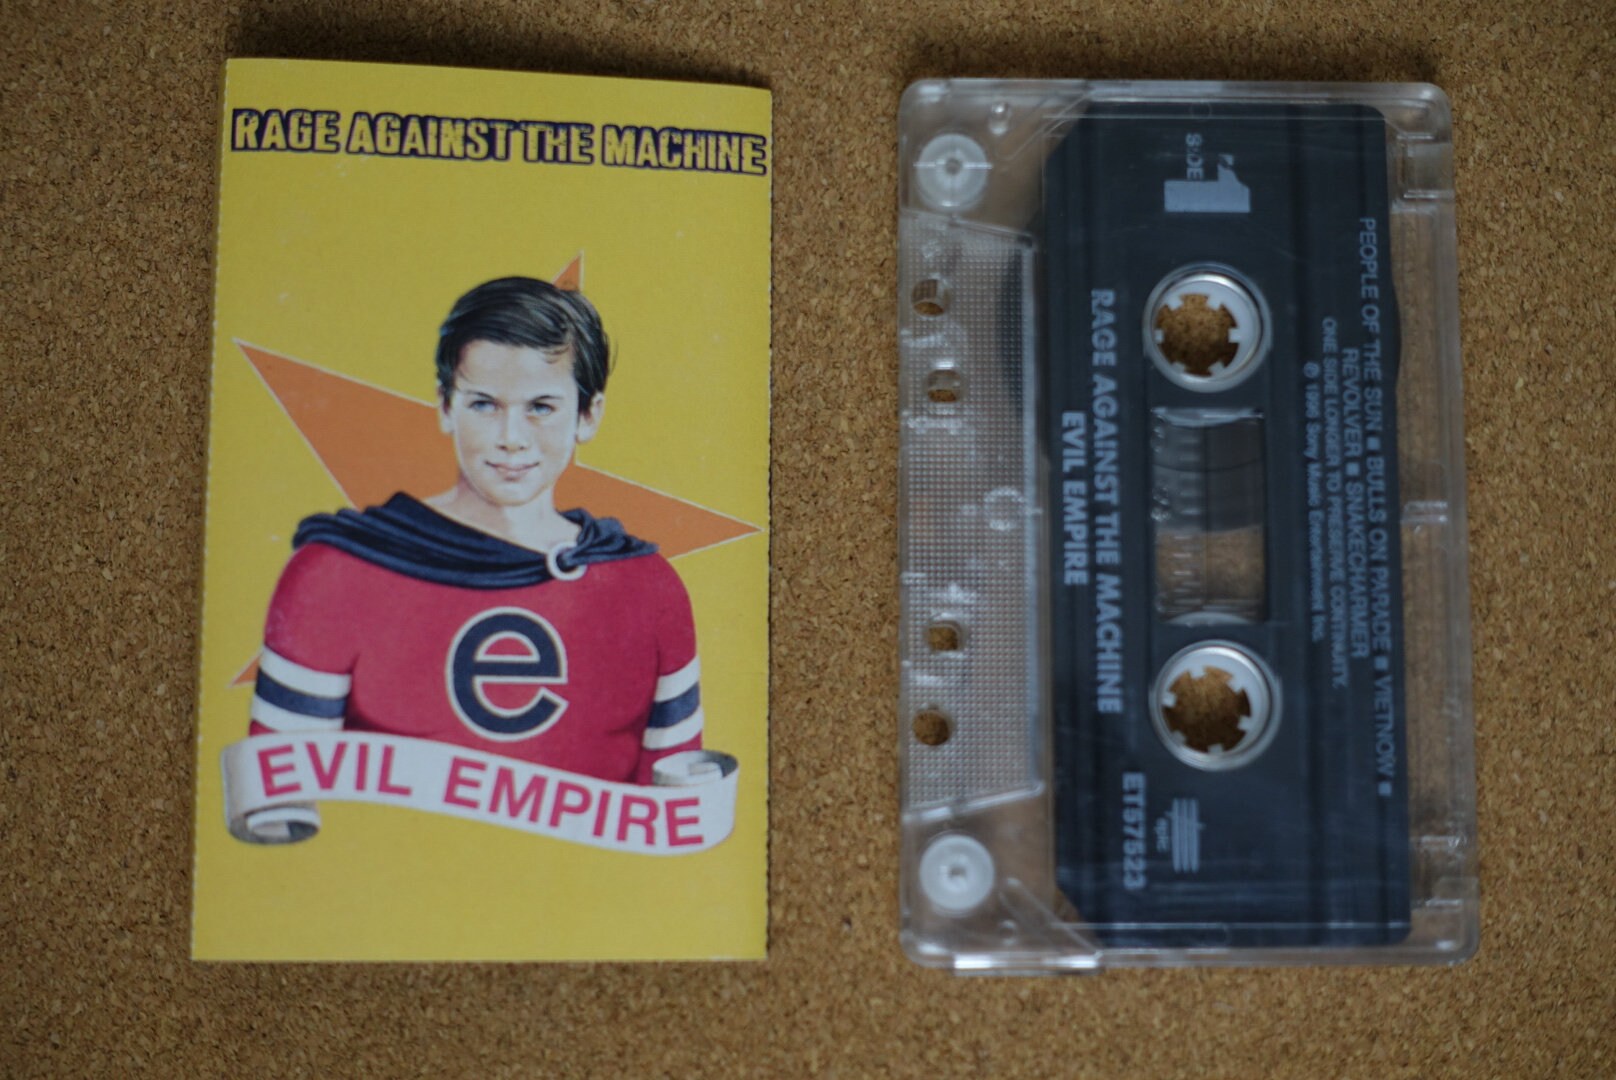 RAGE AGAINST THE MACHINE
e
EVIL EMPIRE
SIDE 1
PEOPLE OF THE SUN ■ BULLS ON PARADE ■ VIETNOW ■
REVOLVER ■ SNAKECHARMER
ONE SIDE LONGER TO PRESERVE CONTINUITY.
℗ 1996 Sony Music Entertainment Inc.
RAGE AGAINST THE MACHINE
EVIL EMPIRE
epic
ET57523